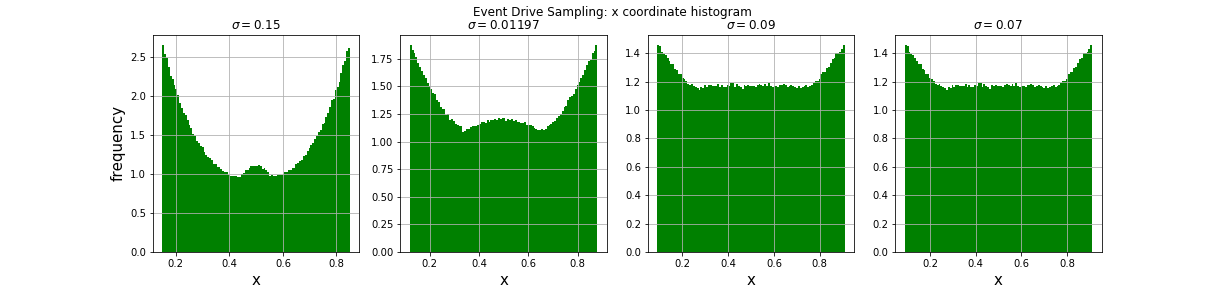 Event Drive Sampling: x coordinate histogram
σ = 0.15
σ = 0.01197
σ = 0.09
σ = 0.07
frequency
2.5
2.0
1.5
1.0
0.5
0.0
0.2 0.4 0.6 0.8
x
1.75
1.50
1.25
1.00
0.75
0.50
0.25
0.00
0.2 0.4 0.6 0.8
x
1.4
1.2
1.0
0.8
0.6
0.4
0.2
0.0
0.2 0.4 0.6 0.8
x
1.4
1.2
1.0
0.8
0.6
0.4
0.2
0.0
0.2 0.4 0.6 0.8
x